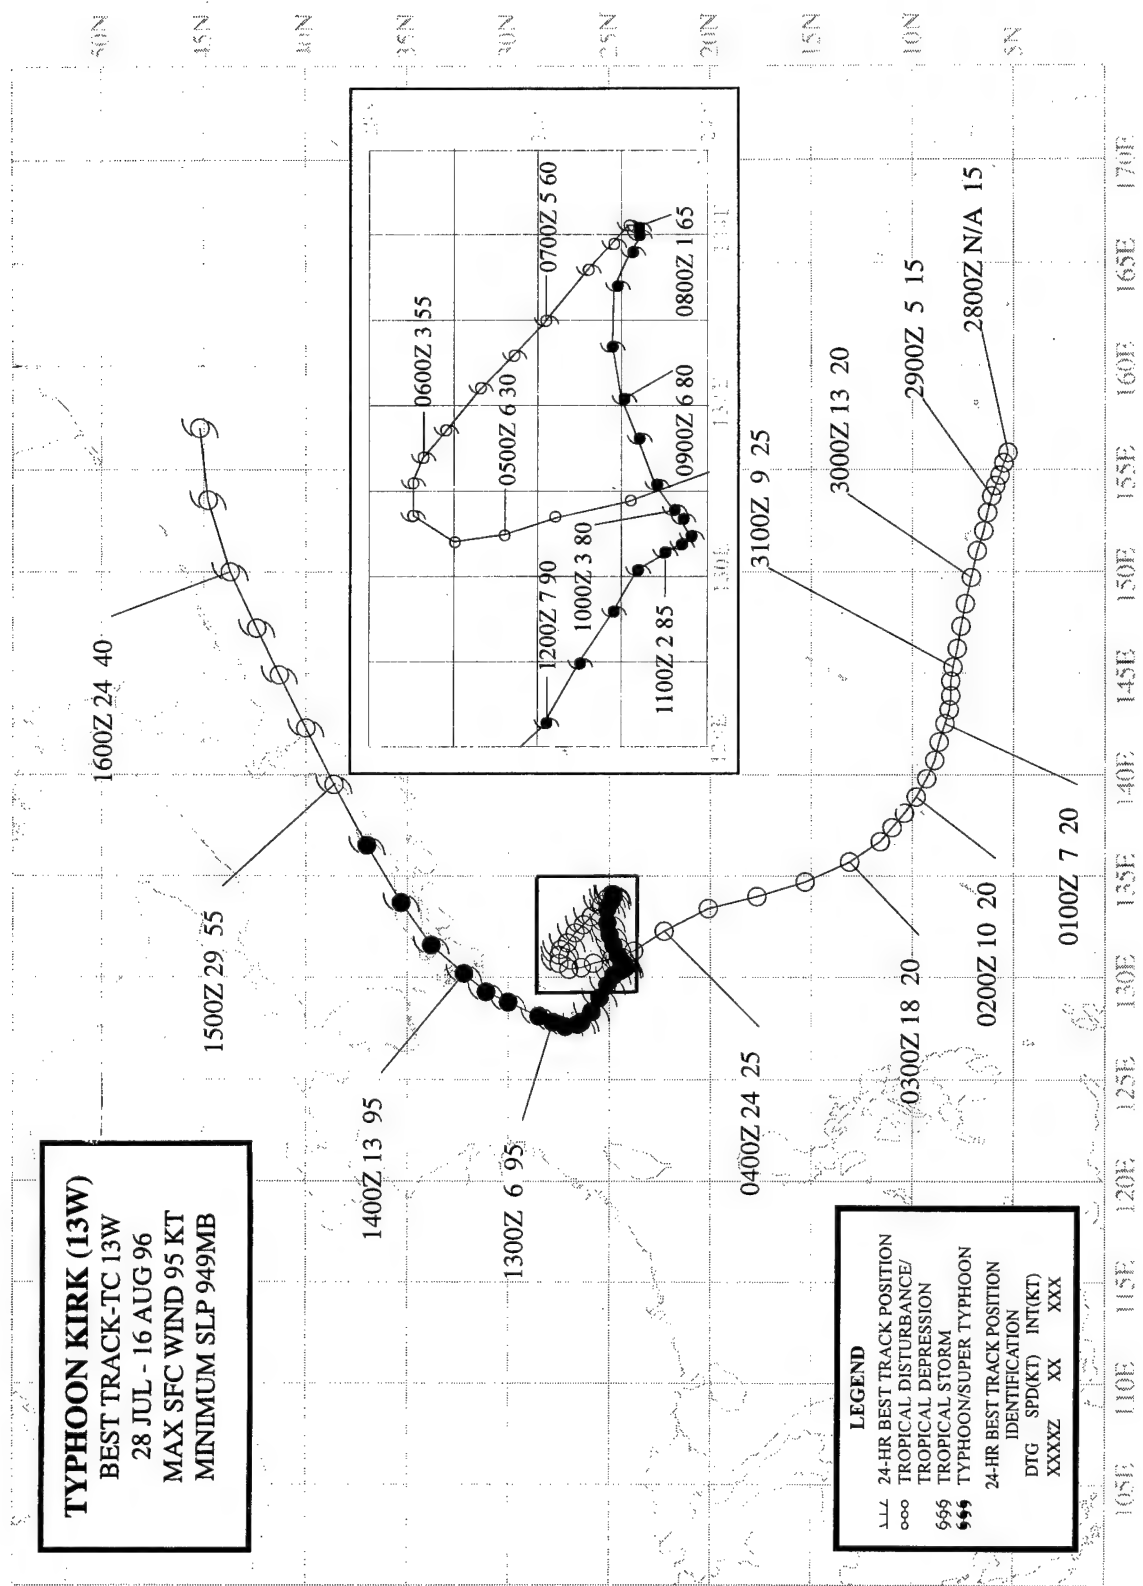 TYPHOON KIRK (13W)
BEST TRACK-TC 13W
28 JUL - 16 AUG 96
MAX SFC WIND 95 KT
MINIMUM SLP 949MB
50N
45N
40N
35N
30N
25N
20N
15N
10N
5N
105E
110E
115E
120E
125E
130E
135E
140E
145E
150E
155E
160E
165E
170E
1600Z 24 40
1500Z 29 55
1400Z 13 95
1300Z 6 95
0600Z 3 55
0500Z 6 30
0700Z 5 60
0800Z 1 65
0900Z 6 80
1000Z 3 80
1100Z 2 85
1200Z 7 90
130E
2800Z N/A 15
2900Z 5 15
3000Z 13 20
3100Z 9 25
0100Z 7 20
0200Z 10 20
0300Z 18 20
0400Z 24 25
LEGEND
24-HR BEST TRACK POSITION
TROPICAL DISTURBANCE/
TROPICAL DEPRESSION
TROPICAL STORM
TYPHOON/SUPER TYPHOON
24-HR BEST TRACK POSITION
IDENTIFICATION
DTG SPD(KT) INT(KT)
XXXXZ XX XXX